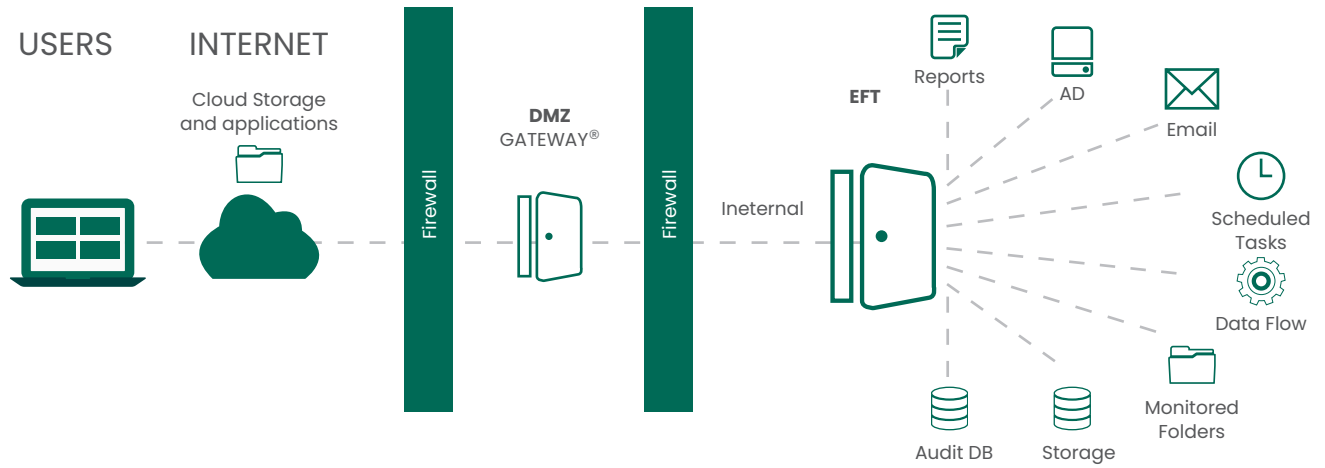 USERS
INTERNET
Cloud Storage
and applications
Firewall
DMZ
GATEWAY®
Firewall
Ineternal
EFT
Reports
AD
Email
Scheduled
Tasks
Data Flow
Monitored
Folders
Storage
Audit DB